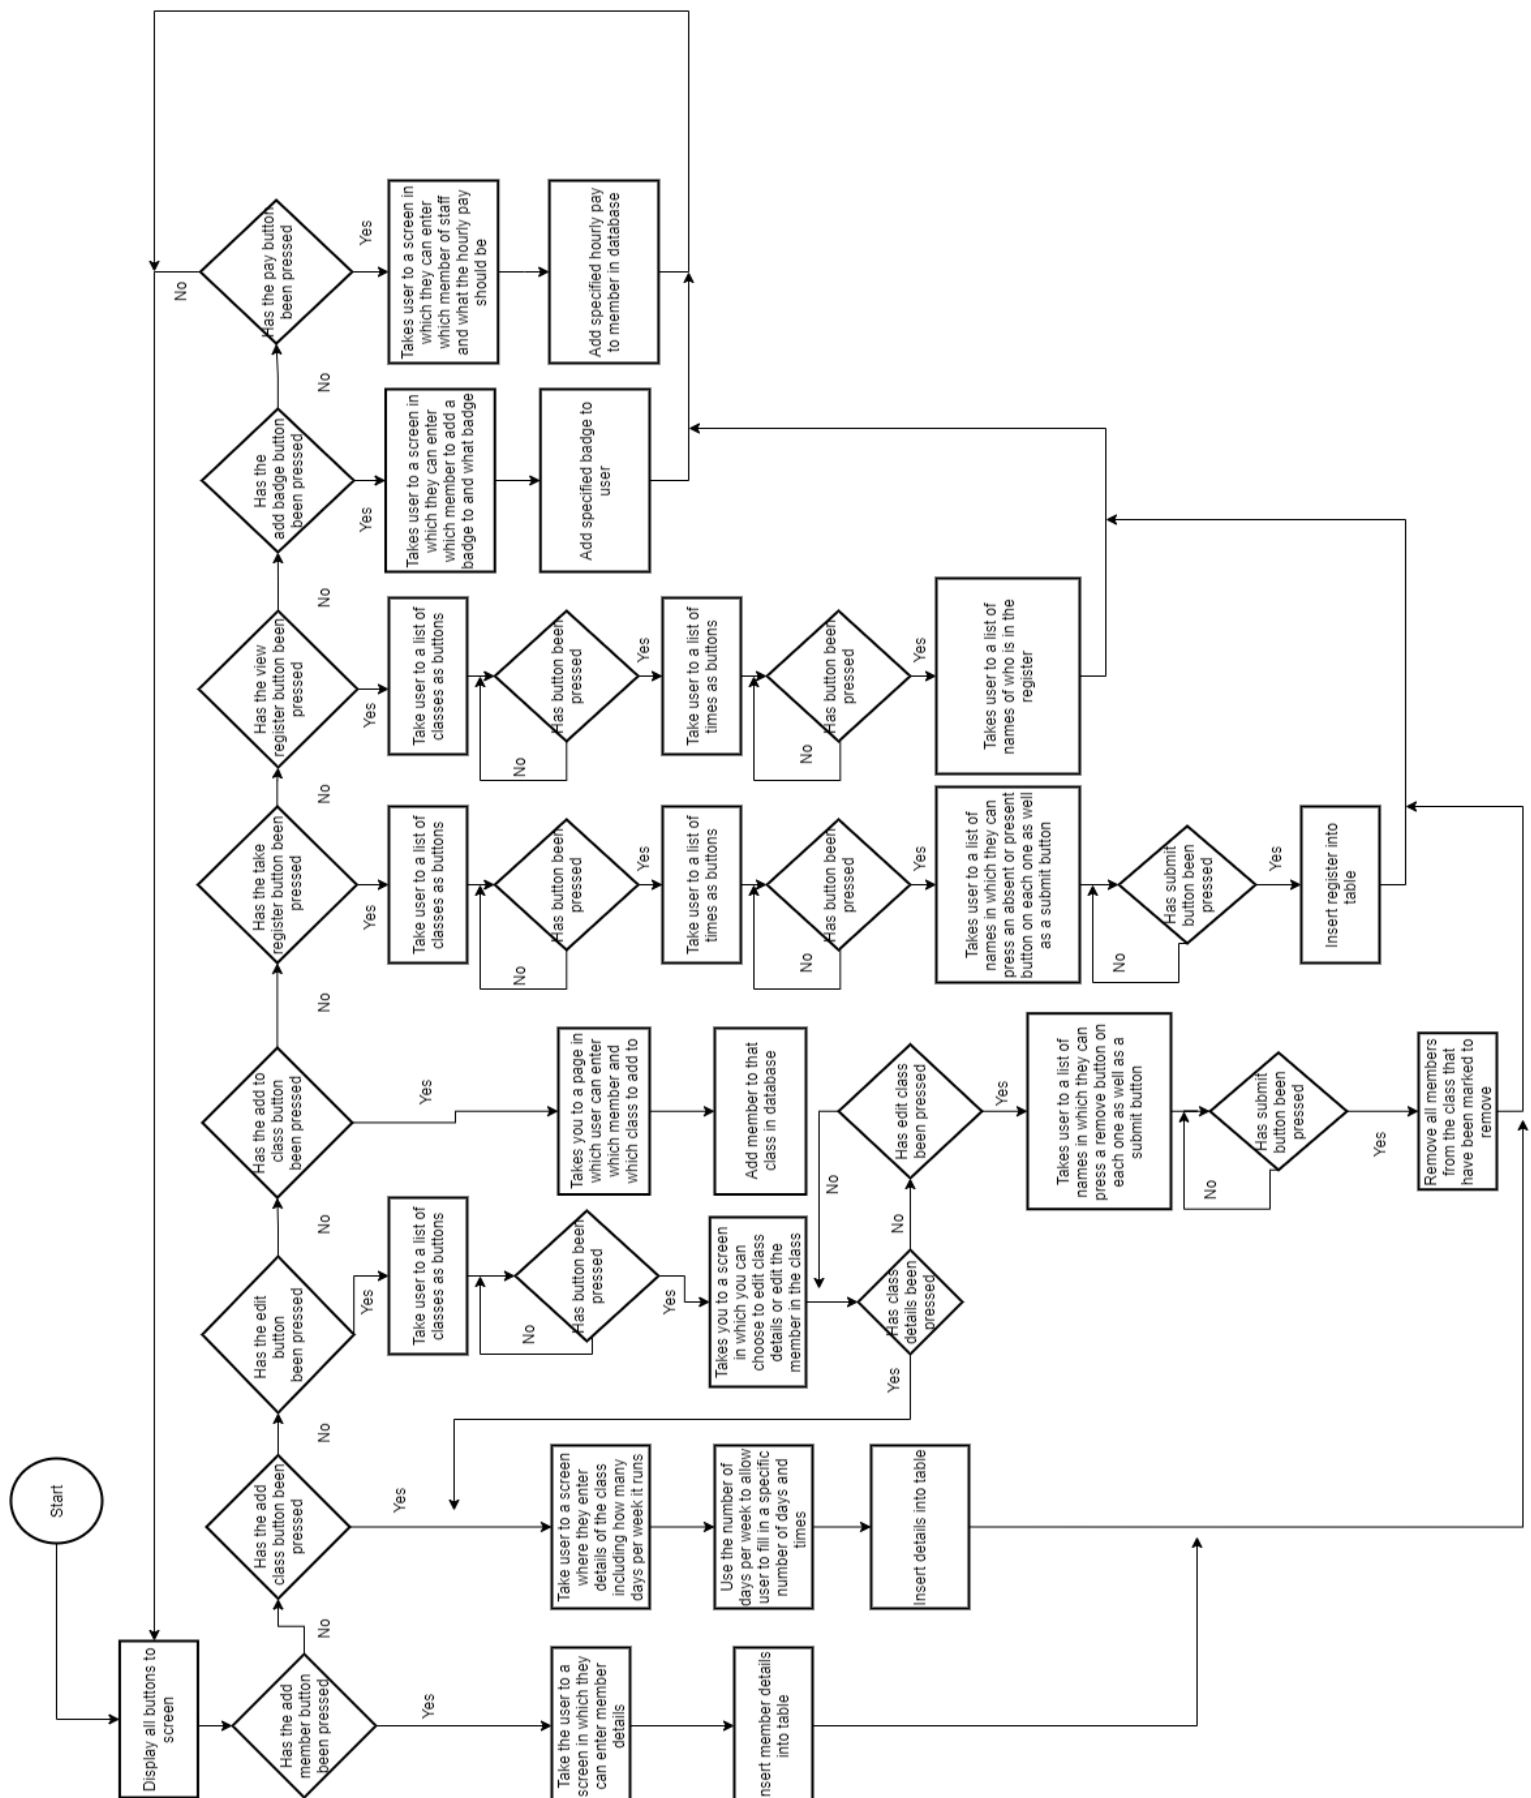 Start
Display all buttons to
screen
Has the add
member button
been pressed
No
Yes
Take the user to a
screen in which they
can enter member
details
nsert member details
into table
Has the add
class button been
pressed
No
Yes
Take user to a screen
where they enter
details of the class
including how many
days per week it runs
Use the number of
days per week to allow
user to fill in a specific
number of days and
times
Insert details into table
Has the edit
button
been pressed
No
Yes
Take user to a list of
classes as buttons
Has button been
pressed
No
Yes
Takes you to a screen
in which you can
choose to edit class
details or edit the
member in the class
Has class
details been
pressed
Yes
No
Has edit class
been pressed
No
Yes
Takes user to a list of
names in which they can
press a remove button on
each one as well as a
submit button
Has submit
button been
pressed
No
Yes
Remove all members
from the class that
have been marked to
remove
Has the add to
class button
been pressed
No
Yes
Takes you to a page in
which user can enter
which member and
which class to add to
Add member to that
class in database
Has the take
register button been
pressed
No
Yes
Take user to a list of
classes as buttons
Has button been
pressed
No
Yes
Take user to a list of
times as buttons
Has button been
pressed
No
Yes
Takes user to a list of
names in which they can
press an absent or present
button on each one as well
as a submit button
Has submit
button been
pressed
No
Yes
Insert register into
table
Has the view
register button been
pressed
No
Yes
Take user to a list of
classes as buttons
Has button been
pressed
No
Yes
Take user to a list of
times as buttons
Has button been
pressed
No
Yes
Takes user to a list of
names of who is in the
register
Has the
add badge button
been pressed
No
Yes
Takes user to a screen in
which they can enter
which member to add a
badge to and what badge
Add specified badge to
user
Has the pay button
been pressed
No
Yes
Takes user to a screen in
which they can enter
which member of staff
and what the hourly pay
should be
Add specified hourly pay
to member in database